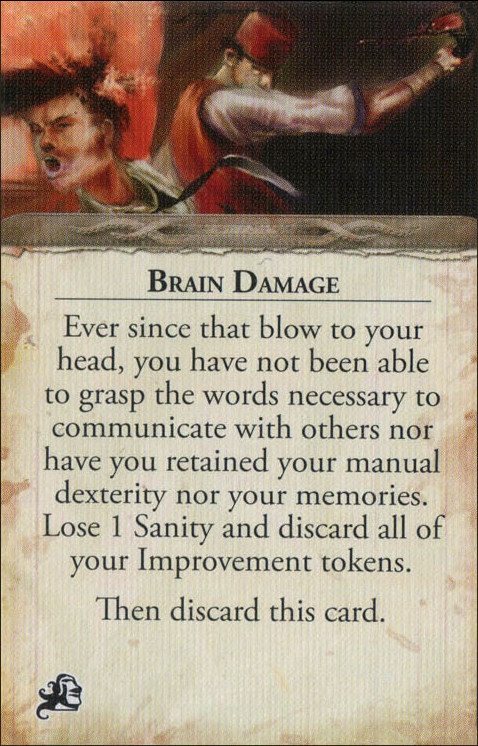 Brain Damage
Ever since that blow to your
head, you have not been able
to grasp the words necessary to
communicate with others nor
have you retained your manual
dexterity nor your memories.
Lose 1 Sanity and discard all of
your Improvement tokens.
Then discard this card.